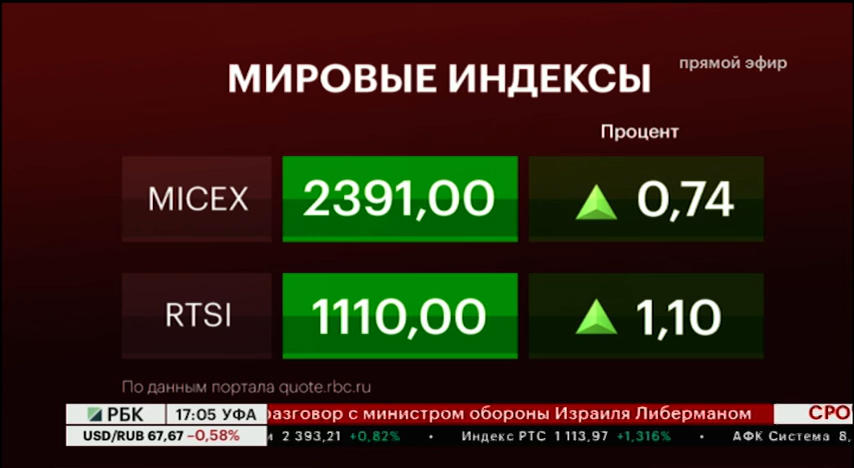 прямой эфир
МИРОВЫЕ ИНДЕКСЫ
Процент
MICEX 2391,00 0,74
RTSI 1110,00 1,10
По данным портала quote.rbc.ru
РБК 17:05 УФА разговор с министром обороны Израиля Либерманом СРО
USD/RUB 67,67 -0,58% и 2 393,21 +0,82% • Индекс РТС 1 113,97 +1,316% • АФК Система 8,